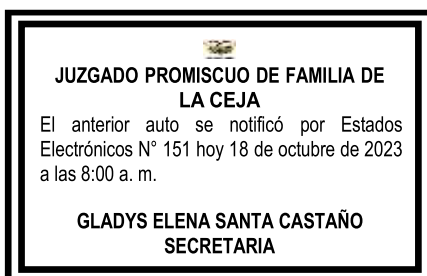 JUZGADO PROMISCUO DE FAMILIA DE
LA CEJA
El anterior auto se notificó por Estados
Electrónicos N° 151 hoy 18 de octubre de 2023
a las 8:00 a. m.
GLADYS ELENA SANTA CASTAÑO
SECRETARIA